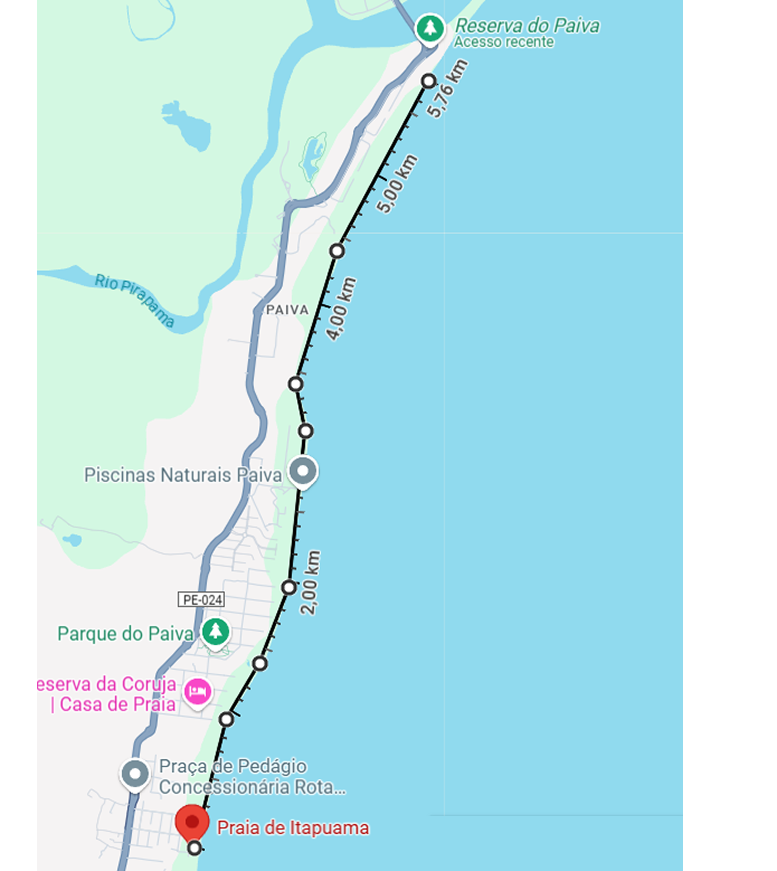 Reserva do Paiva
Acesso recente
5,76 km
5,00 km
Rio Pirapama
4,00 km
PAIVA
Piscinas Naturais Paiva
2,00 km
PE-024
Parque do Paiva
eserva da Coruja
| Casa de Praia
Praça de Pedágio
Concessionária Rota...
Praia de Itapuama